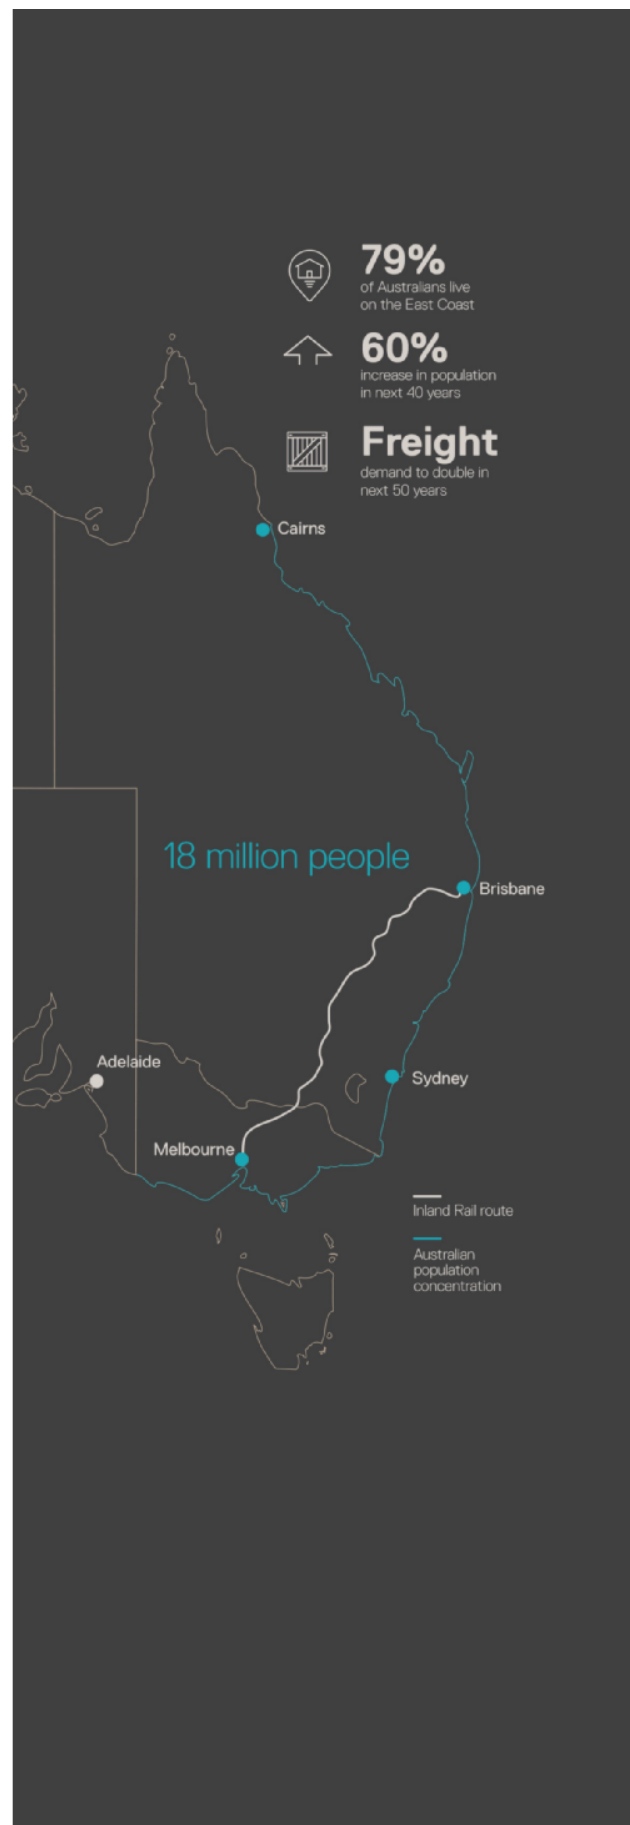 79%
of Australians live
on the East Coast
60%
increase in population
in next 40 years
Freight
demand to double in
next 50 years
Cairns
18 million people
Brisbane
Adelaide
Sydney
Melbourne
Inland Rail route
Australian
population
concentration